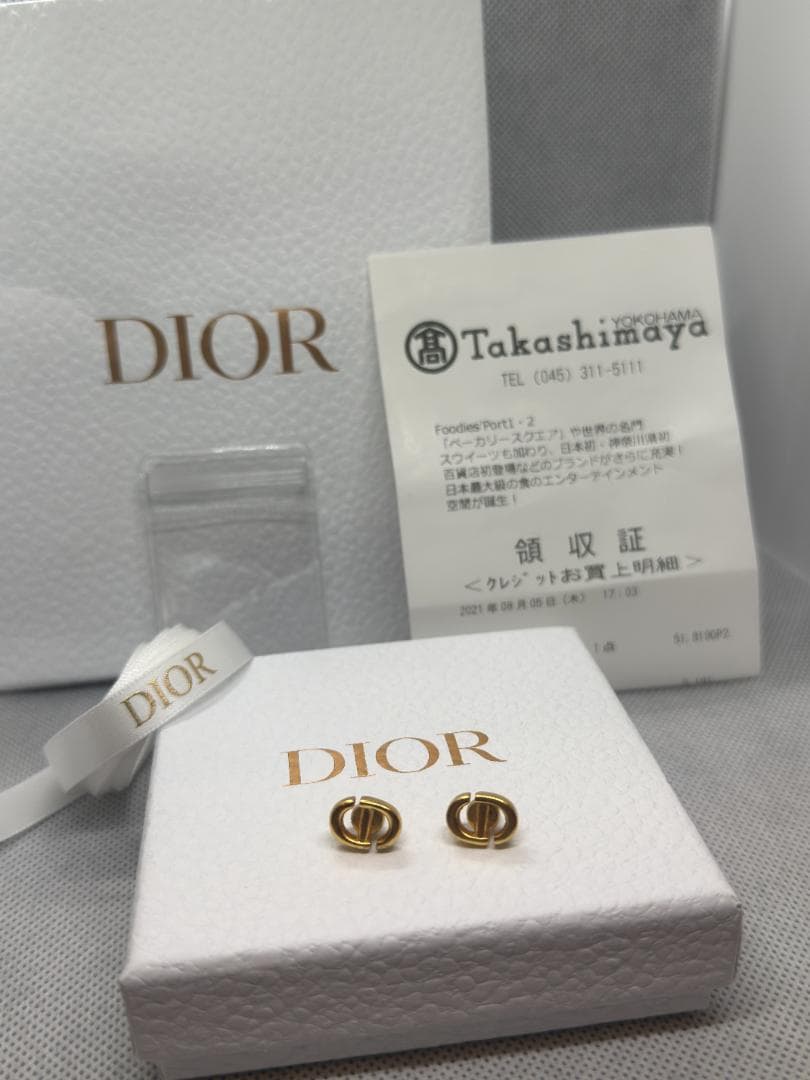 DIOR
高 Takashimaya
YOKOHAMA
TEL (045) 311-5111
Foodies'Port1・2
「ベーカリースクエア」や世界の名門
スウイーツも加わり、日本初・神奈川県初
百貨店初登場などのブランドがさらに充実!
日本最大級の食のエンターテインメント
空間が誕生!
領収証
<クレジットお買上明細>
2021年08月05日(木) 17:03
1点
DIOR
DIOR